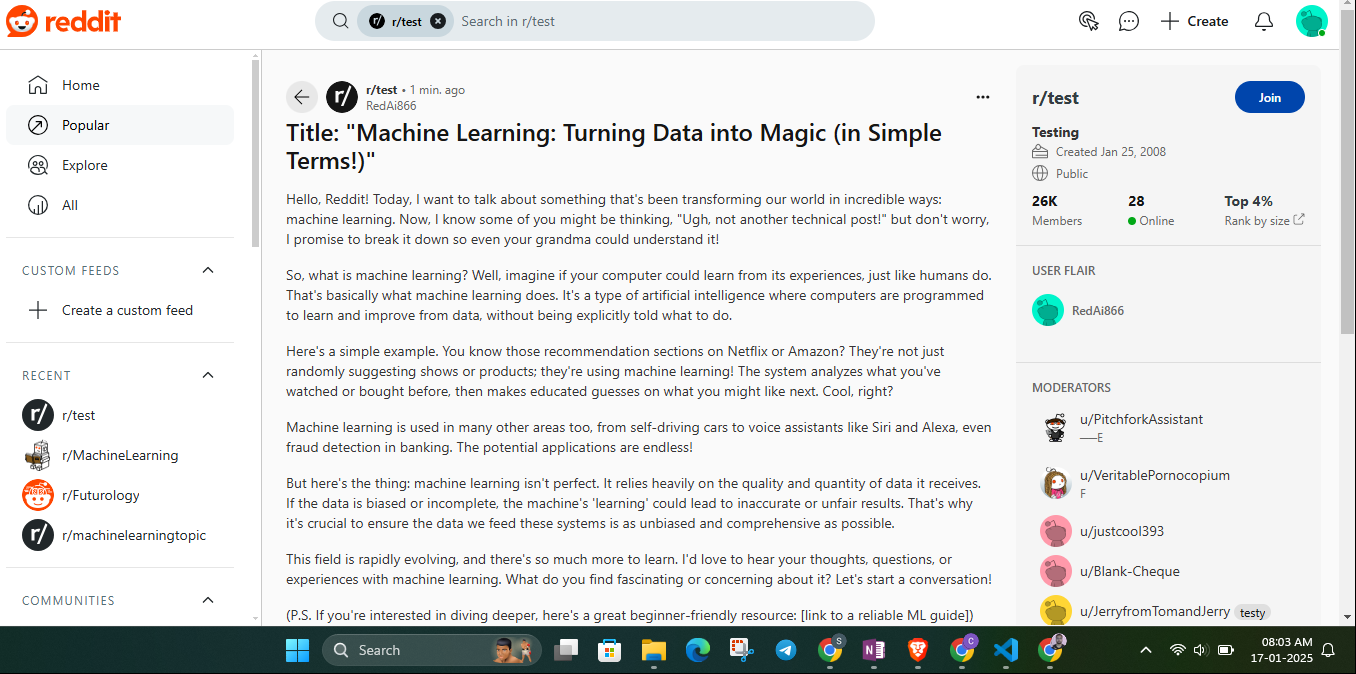 reddit
r/ r/test Search in r/test
Create
Home
Popular
Explore
All
CUSTOM FEEDS
Create a custom feed
RECENT
r/ r/test
r/MachineLearning
r/Futurology
r/ r/machinelearningtopic
COMMUNITIES
r/ r/test • 1 min. ago
RedAi866
Title: "Machine Learning: Turning Data into Magic (in Simple
Terms!)"
Hello, Reddit! Today, I want to talk about something that's been transforming our world in incredible ways:
machine learning. Now, I know some of you might be thinking, "Ugh, not another technical post!" but don't worry,
I promise to break it down so even your grandma could understand it!
So, what is machine learning? Well, imagine if your computer could learn from its experiences, just like humans do.
That's basically what machine learning does. It's a type of artificial intelligence where computers are programmed
to learn and improve from data, without being explicitly told what to do.
Here's a simple example. You know those recommendation sections on Netflix or Amazon? They're not just
randomly suggesting shows or products; they're using machine learning! The system analyzes what you've
watched or bought before, then makes educated guesses on what you might like next. Cool, right?
Machine learning is used in many other areas too, from self-driving cars to voice assistants like Siri and Alexa, even
fraud detection in banking. The potential applications are endless!
But here's the thing: machine learning isn't perfect. It relies heavily on the quality and quantity of data it receives.
If the data is biased or incomplete, the machine's 'learning' could lead to inaccurate or unfair results. That's why
it's crucial to ensure the data we feed these systems is as unbiased and comprehensive as possible.
This field is rapidly evolving, and there's so much more to learn. I'd love to hear your thoughts, questions, or
experiences with machine learning. What do you find fascinating or concerning about it? Let's start a conversation!
(P.S. If you're interested in diving deeper, here's a great beginner-friendly resource: [link to a reliable ML guide])
r/test
Join
Testing
Created Jan 25, 2008
Public
26K 28 Top 4%
Members Online Rank by size
USER FLAIR
RedAi866
MODERATORS
u/PitchforkAssistant
──E
u/VeritablePornocopium
F
u/justcool393
u/Blank-Cheque
u/JerryfromTomandJerry testy
Search
S
N
C
08:03 AM
17-01-2025